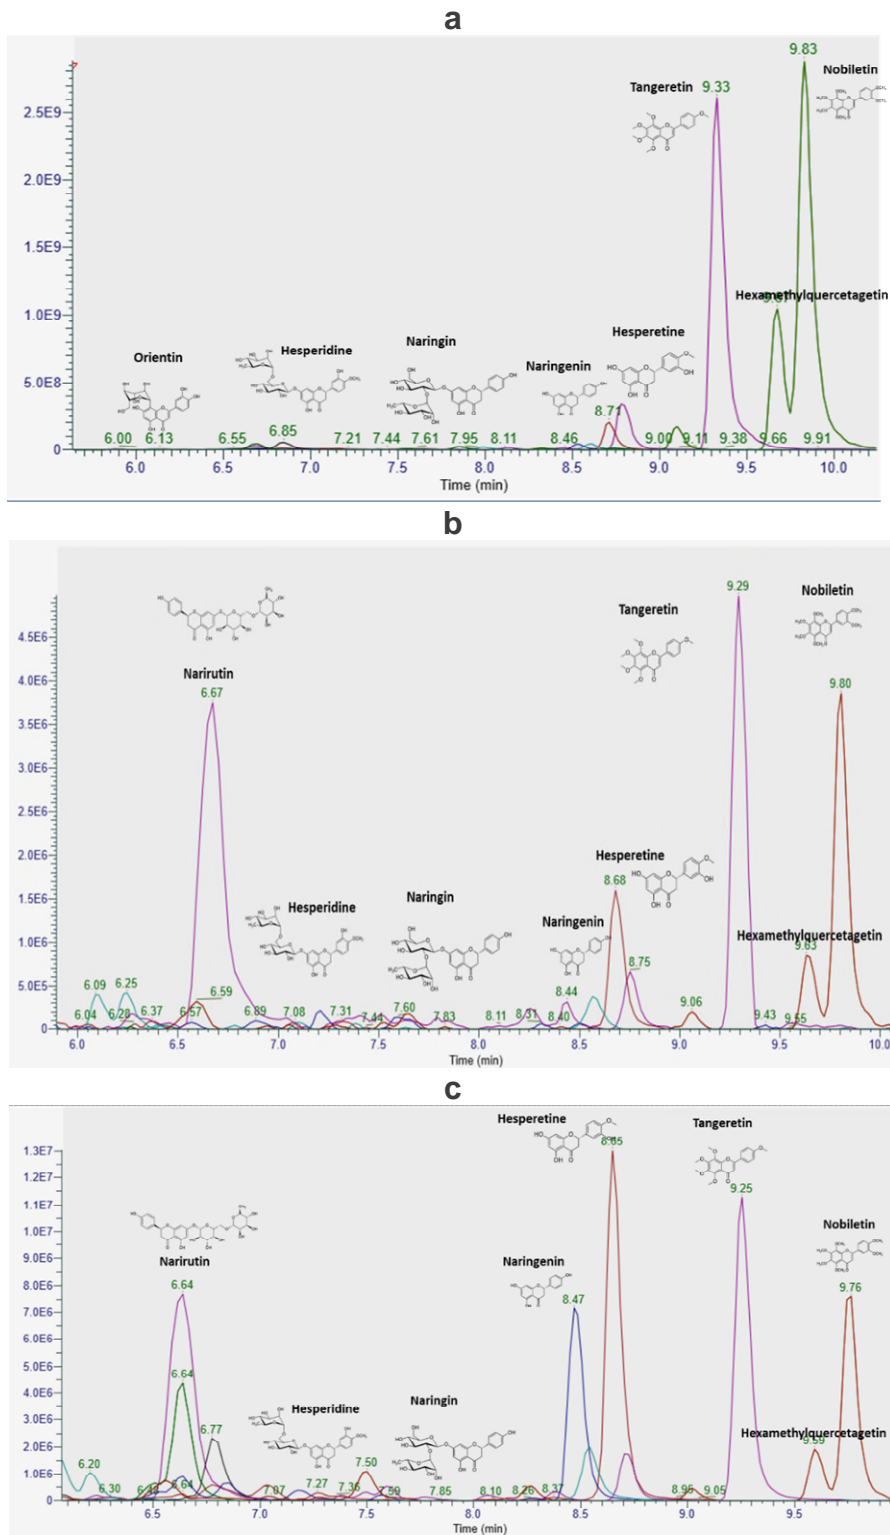 a
9.83
Nobiletin
Tangeretin 9.33
2.5E9
2.0E9
1.5E9
1.0E9
Hexamethylquercetagetin
Hesperetine
Naringin
Hesperidine
Orientin
Naringenin
5.0E8
8.71
6.00 6.13 6.55 6.85 7.21 7.44 7.61 7.95 8.11 8.46 9.00 9.11 9.38 9.66 9.91
0
6.0 6.5 7.0 7.5 8.0 8.5 9.0 9.5 10.0
Time (min)
b
9.29
Nobiletin
Tangeretin
4.5E6
Narirutin
9.80
6.67
4.0E6
3.5E6
3.0E6
2.5E6
2.0E6
Hesperetine
8.68
1.5E6
Naringin
Hesperidine
Naringenin
Hexamethylquercetagetin
1.0E6
9.63
8.75
5.0E5
6.09 6.25 6.59 8.44
6.04 6.28 6.37 6.57 6.89 7.08 7.31 7.44 7.60 7.83 8.11 8.31 8.40 9.06 9.43 9.55
0
6.0 6.5 7.0 7.5 8.0 8.5 9.0 9.5 10.0
Time (min)
c
Hesperetine
Tangeretin
8.65
1.3E7
1.2E7
9.25
1.1E7
1.0E7
Nobiletin
9.0E6
Narirutin
Naringenin
8.0E6
6.64
8.47
9.76
7.0E6
6.0E6
5.0E6
6.64
4.0E6
Hesperidine
Naringin
3.0E6
Hexamethylquercetagetin
6.77
9.59
2.0E6
6.20
7.50
1.0E6
6.30 6.64 7.07 7.27 7.36 7.59 7.85 8.10 8.26 8.37 8.95 9.05
0
6.5 7.0 7.5 8.0 8.5 9.0 9.5
Time (min)